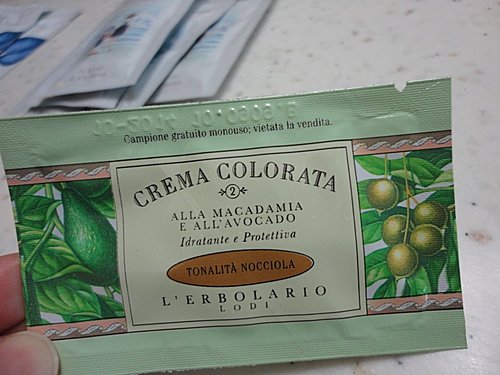 Campione gratuito monouso; vietata la vendita.
CREMA COLORATA
2
ALLA MACADAMIA
E ALL'AVOCADO
Idratante e Protettiva
TONALITÀ NOCCIOLA
L'ERBOLARIO
LODI